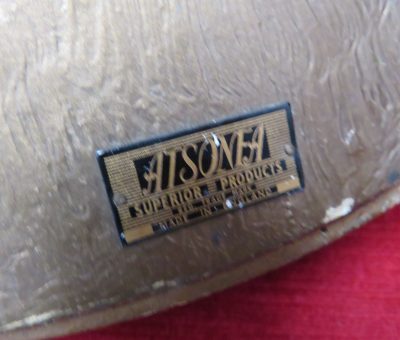 ATSONEA
SUPERIOR PRODUCTS
MADE IN ENGLAND